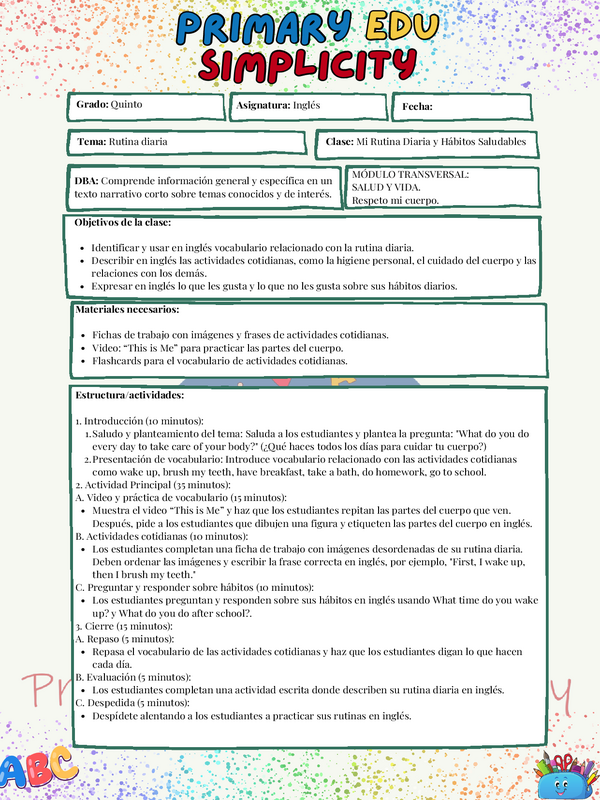 PRIMARY EDU
SIMPLICITY
Grado: Quinto
Asignatura: Inglés
Fecha:
Tema: Rutina diaria
Clase: Mi Rutina Diaria y Hábitos Saludables
DBA: Comprende información general y específica en un
texto narrativo corto sobre temas conocidos y de interés.
MÓDULO TRANSVERSAL:
SALUD Y VIDA.
Respeto mi cuerpo.
Objetivos de la clase:
• Identificar y usar en inglés vocabulario relacionado con la rutina diaria.
• Describir en inglés las actividades cotidianas, como la higiene personal, el cuidado del cuerpo y las
relaciones con los demás.
• Expresar en inglés lo que les gusta y lo que no les gusta sobre sus hábitos diarios.
Materiales necesarios:
• Fichas de trabajo con imágenes y frases de actividades cotidianas.
• Video: “This is Me” para practicar las partes del cuerpo.
• Flashcards para el vocabulario de actividades cotidianas.
Estructura/actividades:
1. Introducción (10 minutos):
1. Saludo y planteamiento del tema: Saluda a los estudiantes y plantea la pregunta: "What do you do
every day to take care of your body?" (¿Qué haces todos los días para cuidar tu cuerpo?)
2. Presentación de vocabulario: Introduce vocabulario relacionado con las actividades cotidianas
como wake up, brush my teeth, have breakfast, take a bath, do homework, go to school.
2. Actividad Principal (35 minutos):
A. Video y práctica de vocabulario (15 minutos):
• Muestra el video “This is Me” y haz que los estudiantes repitan las partes del cuerpo que ven.
Después, pide a los estudiantes que dibujen una figura y etiqueten las partes del cuerpo en inglés.
B. Actividades cotidianas (10 minutos):
• Los estudiantes completan una ficha de trabajo con imágenes desordenadas de su rutina diaria.
Deben ordenar las imágenes y escribir la frase correcta en inglés, por ejemplo, "First, I wake up,
then I brush my teeth."
C. Preguntar y responder sobre hábitos (10 minutos):
• Los estudiantes preguntan y responden sobre sus hábitos en inglés usando What time do you wake
up? y What do you do after school?.
3. Cierre (15 minutos):
A. Repaso (5 minutos):
• Repasa el vocabulario de las actividades cotidianas y haz que los estudiantes digan lo que hacen
cada día.
B. Evaluación (5 minutos):
• Los estudiantes completan una actividad escrita donde describen su rutina diaria en inglés.
C. Despedida (5 minutos):
• Despídete alentando a los estudiantes a practicar sus rutinas en inglés.
ABC